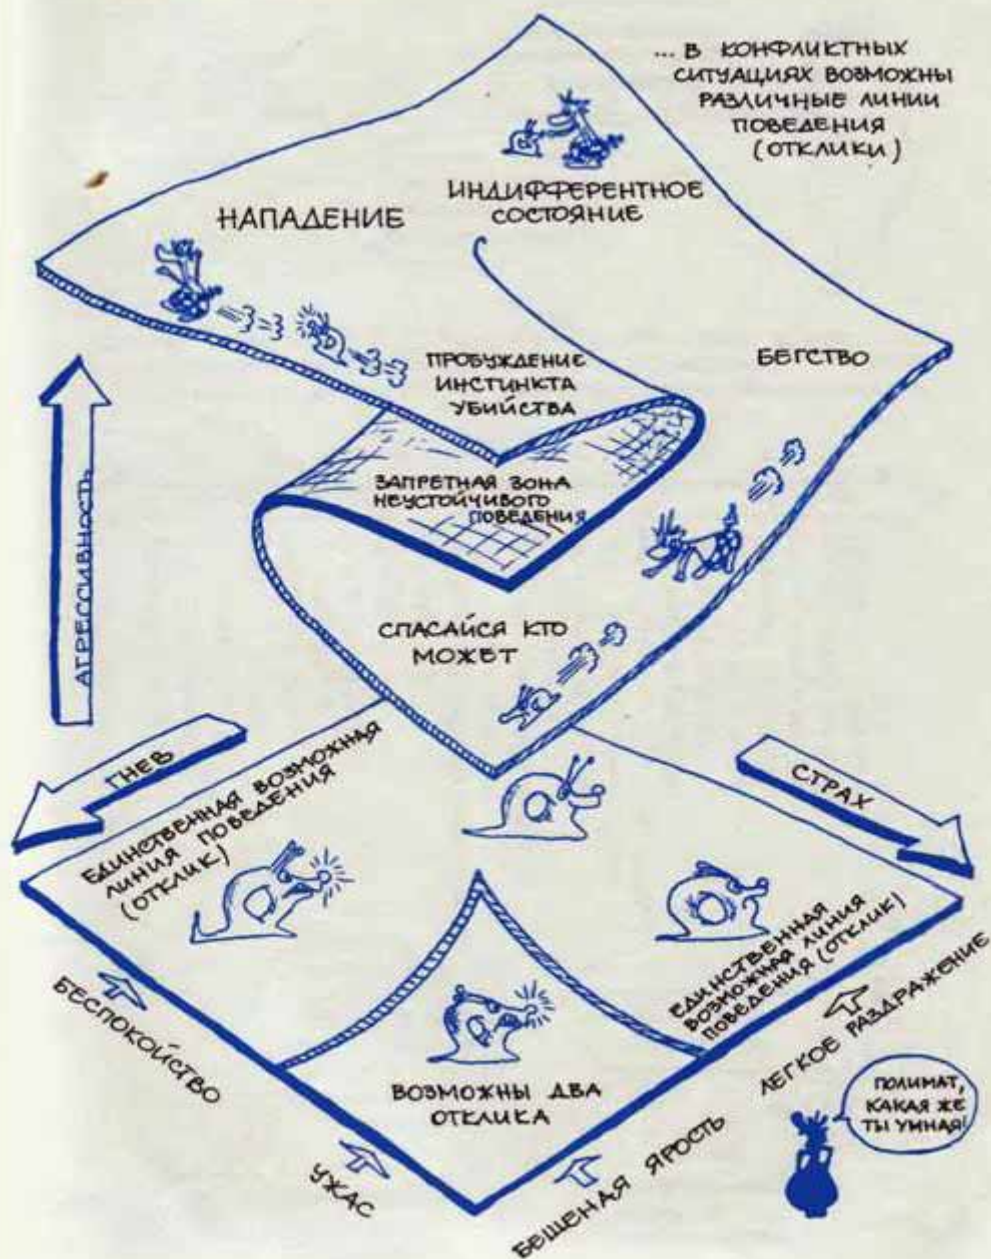 ... В КОНФЛИКТНЫХ
СИТУАЦИЯХ ВОЗМОЖНЫ
РАЗЛИЧНЫЕ ЛИНИИ
ПОВЕДЕНИЯ
(ОТКЛИКИ)
ИНДИФФЕРЕНТНОЕ
СОСТОЯНИЕ
НАПАДЕНИЕ
ПРОБУЖДЕНИЕ
ИНСТИНКТА
УБИЙСТВА
БЕГСТВО
ЗАПРЕТНАЯ ЗОНА
НЕУСТОЙЧИВОГО
ПОВЕДЕНИЯ
АГРЕССИВНОСТЬ
СПАСАЙСЯ КТО
МОЖЕТ
ГНЕВ
СТРАХ
ЕДИНСТВЕННАЯ ВОЗМОЖНАЯ
ЛИНИЯ ПОВЕДЕНИЯ
(ОТКЛИК)
ЕДИНСТВЕННАЯ
ВОЗМОЖНАЯ ЛИНИЯ
ПОВЕДЕНИЯ (ОТКЛИК)
БЕСПОКОЙСТВО
ВОЗМОЖНЫ ДВА
ОТКЛИКА
ЛЕГКОЕ РАЗДРАЖЕНИЕ
УЖАС
БЕШЕНАЯ ЯРОСТЬ
ПОЛИМАТ,
КАКАЯ ЖЕ
ТЫ УМНАЯ!